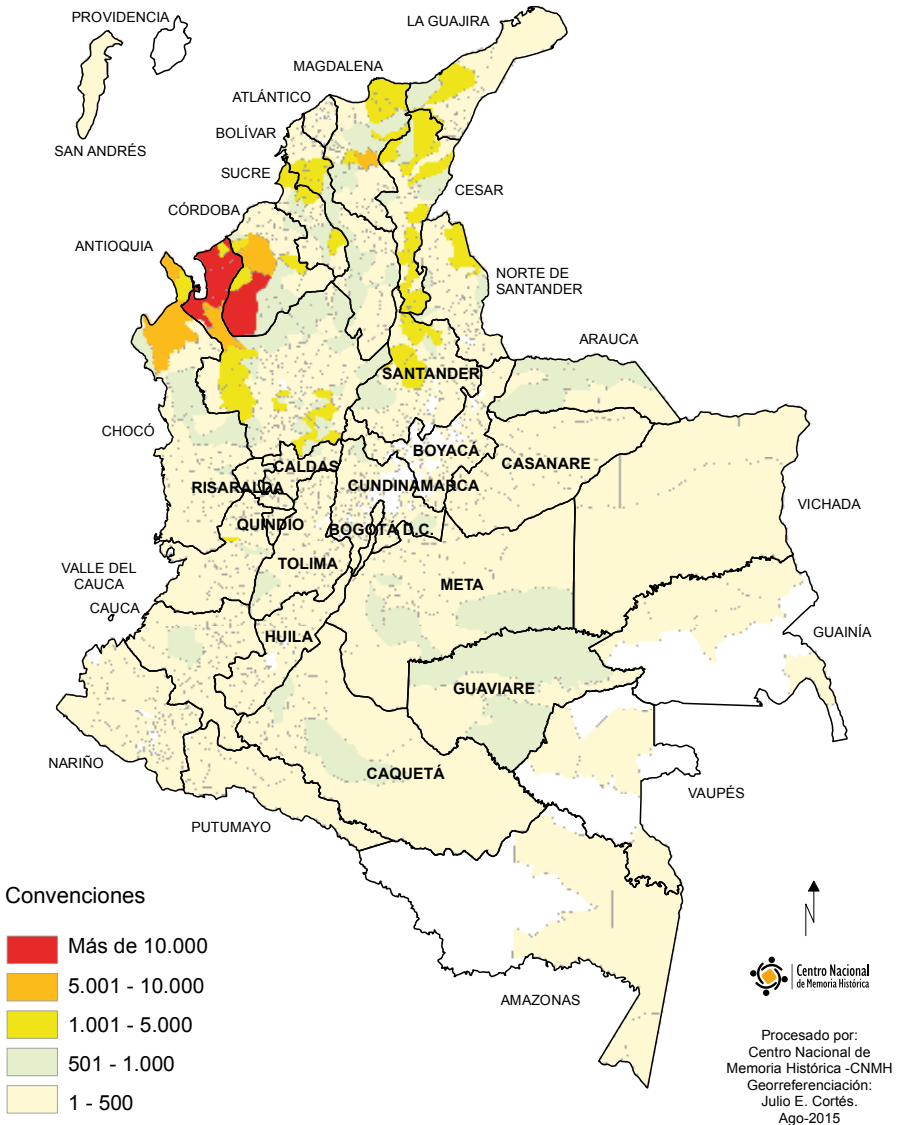 PROVIDENCIA
LA GUAJIRA
MAGDALENA
ATLÁNTICO
BOLÍVAR
SAN ANDRÉS
SUCRE
CESAR
CÓRDOBA
ANTIOQUIA
NORTE DE
SANTANDER
ARAUCA
SANTANDER
CHOCÓ
BOYACÁ
CASANARE
CALDAS
RISARALDA
CUNDINAMARCA
VICHADA
QUINDIO
BOGOTÁ D.C.
TOLIMA
VALLE DEL
CAUCA
META
CAUCA
GUAINÍA
HUILA
GUAVIARE
NARIÑO
CAQUETÁ
VAUPÉS
PUTUMAYO
Convenciones
Más de 10.000
5.001 - 10.000
1.001 - 5.000
501 - 1.000
1 - 500
AMAZONAS
N
Centro Nacional
de Memoria Histórica
Procesado por:
Centro Nacional de
Memoria Histórica -CNMH
Georreferenciación:
Julio E. Cortés.
Ago-2015